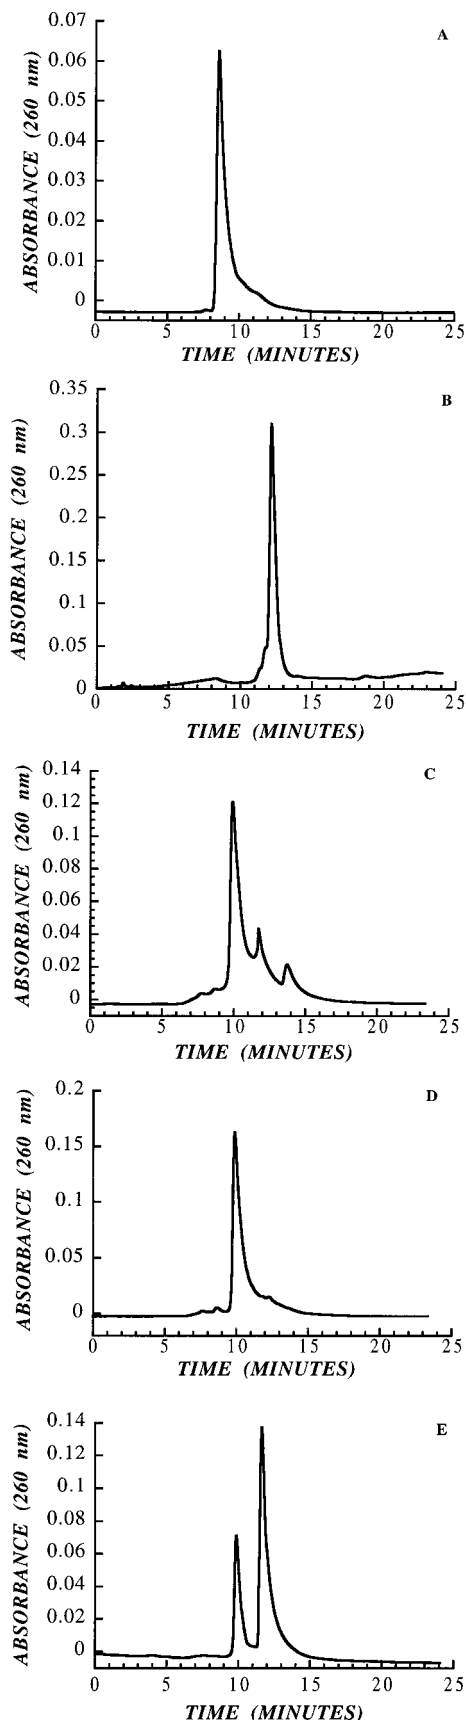 A
0.07
0.06
0.05
0.04
0.03
0.02
0.01
0
ABSORBANCE (260 nm)
0 5 10 15 20 25
TIME (MINUTES)
B
0.35
0.3
0.25
0.2
0.15
0.1
0.05
0
ABSORBANCE (260 nm)
0 5 10 15 20 25
TIME (MINUTES)
C
0.14
0.12
0.1
0.08
0.06
0.04
0.02
0
ABSORBANCE (260 nm)
0 5 10 15 20 25
TIME (MINUTES)
D
0.2
0.15
0.1
0.05
0
ABSORBANCE (260 nm)
0 5 10 15 20 25
TIME (MINUTES)
E
0.14
0.12
0.1
0.08
0.06
0.04
0.02
0
ABSORBANCE (260 nm)
0 5 10 15 20 25
TIME (MINUTES)